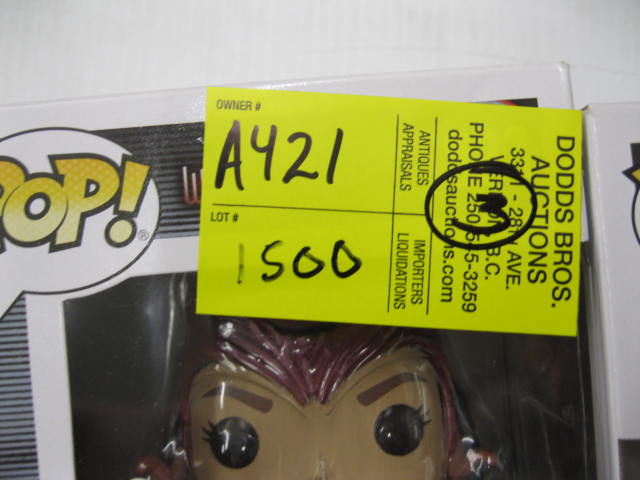 POP!
OWNER #
A421
LOT #
1500
ANTIQUES
APPRAISALS
IMPORTERS
LIQUIDATIONS
DODDS BROS.
AUCTIONS
AVE.
B.C.
PHONE
doddsauctions.com